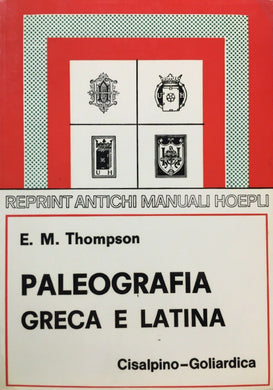 U H
REPRINT ANTICHI MANUALI HOEPLI
E. M. Thompson
PALEOGRAFIA
GRECA E LATINA
Cisalpino-Goliardica